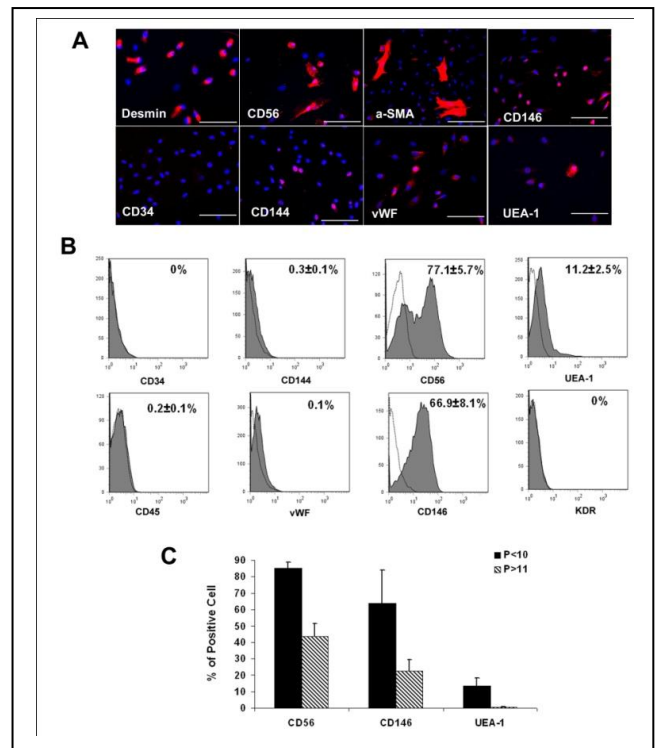 A
Desmin
CD56
a-SMA
CD146
CD34
CD144
vWF
UEA-1
B
0%
0.3±0.1%
77.1±5.7%
11.2±2.5%
CD34
CD144
CD56
UEA-1
0.2±0.1%
0.1%
66.9±8.1%
0%
CD45
vWF
CD146
KDR
C
P<10
P>11
% of Positive Cell
90
80
70
60
50
40
30
20
10
0
CD56
CD146
UEA-1